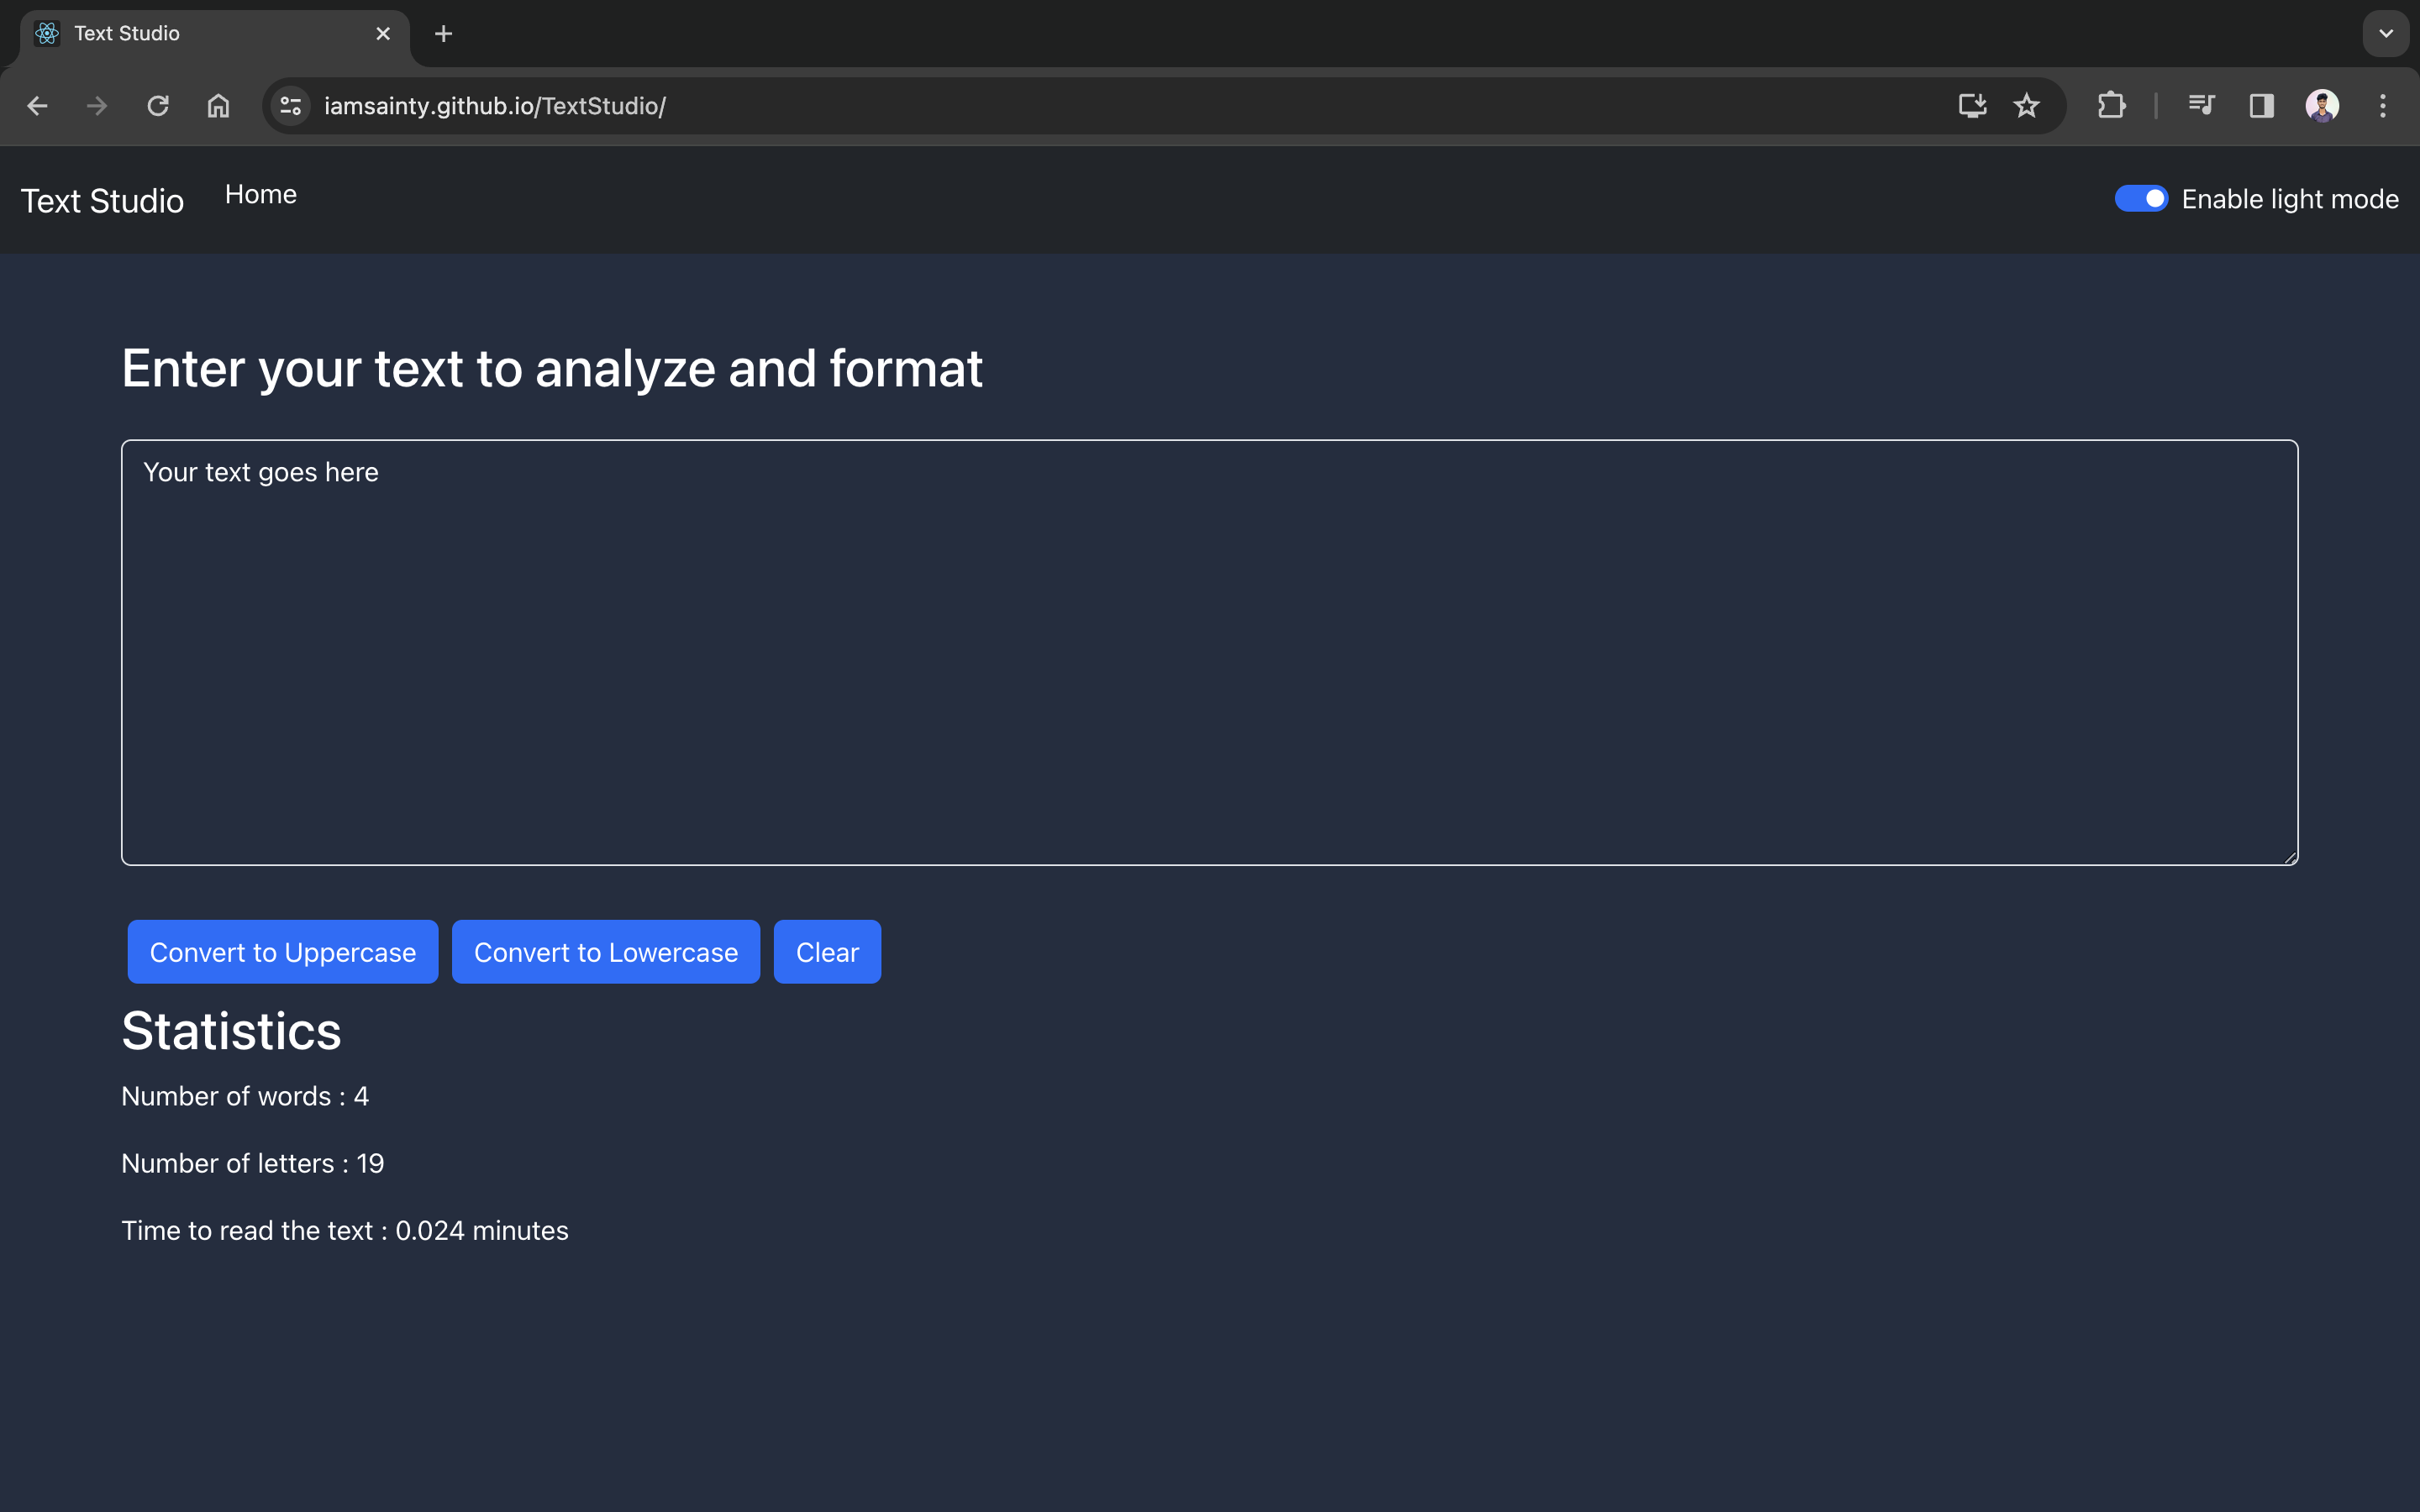 Text Studio
iamsainty.github.io/TextStudio/
Text Studio
Home
Enable light mode
Enter your text to analyze and format
Your text goes here
Convert to Uppercase
Convert to Lowercase
Clear
Statistics
Number of words : 4
Number of letters : 19
Time to read the text : 0.024 minutes